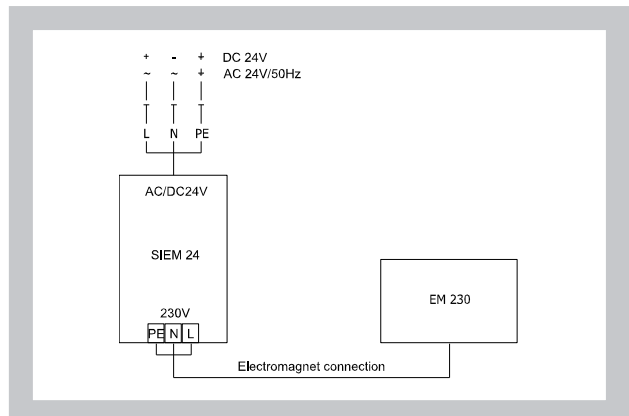 + - ⏚ DC 24V
~ ~ ⏚ AC 24V/50Hz
L N PE
AC/DC24V
SIEM 24
EM 230
230V
PE N L
Electromagnet connection